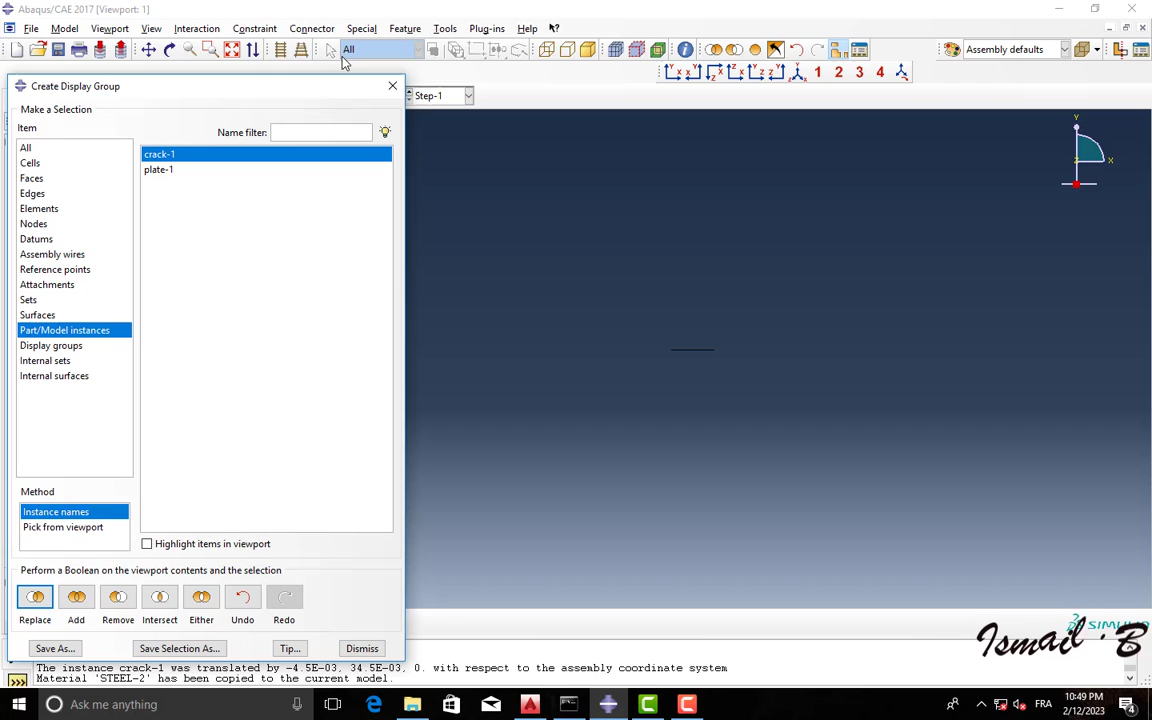 Abaqus/CAE 2017 [Viewport: 1]
File Model Viewport View Interaction Constraint Connector Special Feature Tools Plug-ins Help
All
Assembly defaults
1 2 3 4
Create Display Group
Step-1
Make a Selection
Item
Name filter:
All
Cells
Faces
Edges
Elements
Nodes
Datums
Assembly wires
Reference points
Attachments
Sets
Surfaces
Part/Model instances
Display groups
Internal sets
Internal surfaces
crack-1
plate-1
Y
X
Z
Method
Instance names
Pick from viewport
Highlight items in viewport
Perform a Boolean on the viewport contents and the selection
Replace Add Remove Intersect Either Undo Redo
Save As... Save Selection As... Tip... Dismiss
Ismail . B
The instance crack-1 was translated by -4.5E-03, 34.5E-03, 0. with respect to the assembly coordinate system
Material 'STEEL-2' has been copied to the current model.
Ask me anything
FRA
10:49 PM
2/12/2023
4